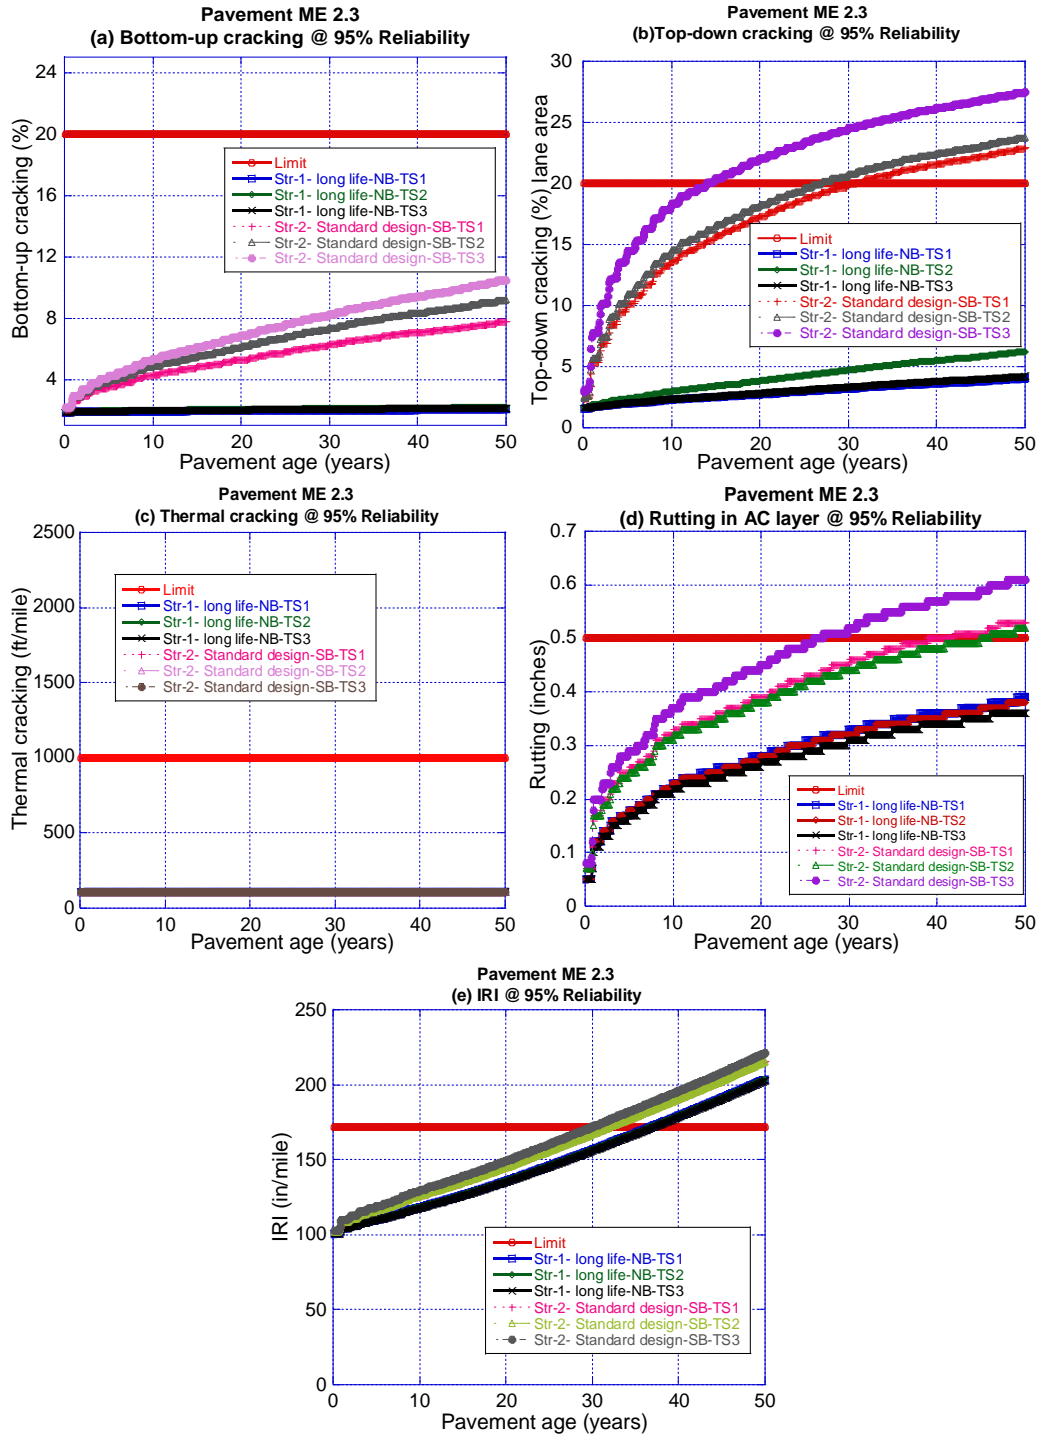 Pavement ME 2.3
(a) Bottom-up cracking @ 95% Reliability
24
20
16
12
8
4
0
10
20
30
40
50
Bottom-up cracking (%)
Pavement age (years)
Limit
Str-1- long life-NB-TS1
Str-1- long life-NB-TS2
Str-1- long life-NB-TS3
Str-2- Standard design-SB-TS1
Str-2- Standard design-SB-TS2
Str-2- Standard design-SB-TS3
Pavement ME 2.3
(b)Top-down cracking @ 95% Reliability
30
25
20
15
10
5
0
0
10
20
30
40
50
Top-down cracking (%) lane area
Pavement age (years)
Limit
Str-1- long life-NB-TS1
Str-1- long life-NB-TS2
Str-1- long life-NB-TS3
Str-2- Standard design-SB-TS1
Str-2- Standard design-SB-TS2
Str-2- Standard design-SB-TS3
Pavement ME 2.3
(c) Thermal cracking @ 95% Reliability
2500
2000
1500
1000
500
0
0
10
20
30
40
50
Thermal cracking (ft/mile)
Pavement age (years)
Limit
Str-1- long life-NB-TS1
Str-1- long life-NB-TS2
Str-1- long life-NB-TS3
Str-2- Standard design-SB-TS1
Str-2- Standard design-SB-TS2
Str-2- Standard design-SB-TS3
Pavement ME 2.3
(d) Rutting in AC layer @ 95% Reliability
0.7
0.6
0.5
0.4
0.3
0.2
0.1
0
0
10
20
30
40
50
Rutting (inches)
Pavement age (years)
Limit
Str-1- long life-NB-TS1
Str-1- long life-NB-TS2
Str-1- long life-NB-TS3
Str-2- Standard design-SB-TS1
Str-2- Standard design-SB-TS2
Str-2- Standard design-SB-TS3
Pavement ME 2.3
(e) IRI @ 95% Reliability
250
200
150
100
50
0
0
10
20
30
40
50
IRI (in/mile)
Pavement age (years)
Limit
Str-1- long life-NB-TS1
Str-1- long life-NB-TS2
Str-1- long life-NB-TS3
Str-2- Standard design-SB-TS1
Str-2- Standard design-SB-TS2
Str-2- Standard design-SB-TS3